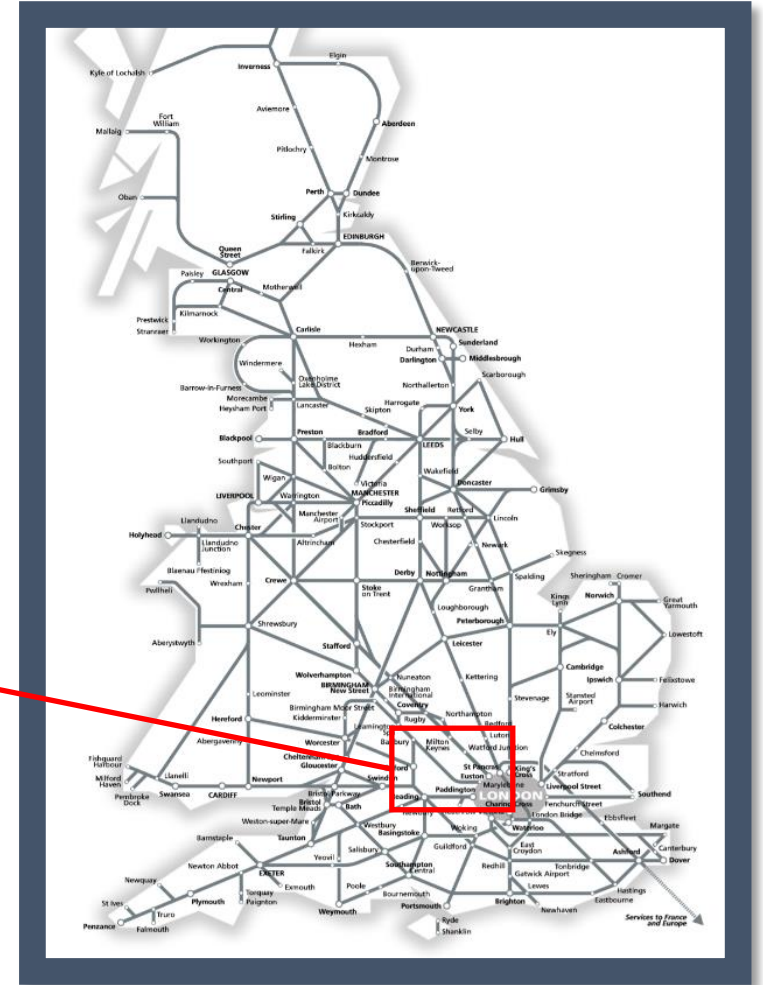 Elgin
Inverness
Kyle of Lochalsh
Aviemore
Fort
William
Aberdeen
Mallaig
Pitlochry
Montrose
Perth
Dundee
Oban
Stirling
Kirkcaldy
EDINBURGH
Queen
Street
Falkirk
Berwick-
upon-Tweed
Paisley
GLASGOW
Central
Motherwell
Prestwick
Kilmarnock
Stranraer
Carlisle
NEWCASTLE
Workington
Hexham
Sunderland
Durham
Darlington
Middlesbrough
Windermere
Scarborough
Oxenholme
Lake District
Barrow-in-Furness
Northallerton
Morecambe
Heysham Port
Lancaster
Harrogate
Skipton
York
Blackpool
Preston
Bradford
Selby
Hull
Blackburn
LEEDS
Southport
Huddersfield
Bolton
Wakefield
Wigan
Victoria
Doncaster
LIVERPOOL
Warrington
MANCHESTER
Piccadilly
Grimsby
Sheffield
Retford
Llandudno
Manchester
Airport
Lincoln
Chester
Stockport
Worksop
Holyhead
Llandudno
Junction
Altrincham
Chesterfield
Newark
Skegness
Blaenau Ffestiniog
Derby
Nottingham
Pwllheli
Wrexham
Crewe
Stoke
on Trent
Spalding
Sheringham
Cromer
Grantham
Kings
Lynn
Norwich
Great
Yarmouth
Loughborough
Peterborough
Shrewsbury
Ely
Lowestoft
Aberystwyth
Stafford
Leicester
Cambridge
Wolverhampton
BIRMINGHAM
New Street
Nuneaton
Kettering
Ipswich
Felixstowe
Birmingham
International
Stansted
Airport
Leominster
Coventry
Stevenage
Harwich
Birmingham Moor Street
Rugby
Northampton
Kidderminster
Hereford
Bedford
Colchester
Leamington
Abergavenny
Worcester
Banbury
Milton
Keynes
Luton
Watford Junction
Chelmsford
Fishguard
Harbour
Cheltenham
Gloucester
St Pancras
King's
Cross
Euston
Stratford
Milford
Haven
Llanelli
Newport
Swindon
Paddington
Marylebone
Liverpool Street
Pembroke
Dock
Swansea
CARDIFF
Bristol Parkway
Reading
LONDON
Southend
Bristol
Temple Meads
Bath
Charing Cross
Fenchurch Street
Newbury
London Bridge
Weston-super-Mare
Ebbsfleet
Westbury
Waterloo
Margate
Barnstaple
Taunton
Basingstoke
Woking
East
Croydon
Canterbury
Salisbury
Guildford
Ashford
Dover
Newton Abbot
Yeovil
Southampton
Central
Redhill
Tonbridge
EXETER
Gatwick Airport
Newquay
Exmouth
Poole
Lewes
Hastings
Torquay
Paignton
Bournemouth
Eastbourne
St Ives
Plymouth
Portsmouth
Brighton
Newhaven
Truro
Weymouth
Services to France
and Europe
Penzance
Falmouth
Ryde
Shanklin